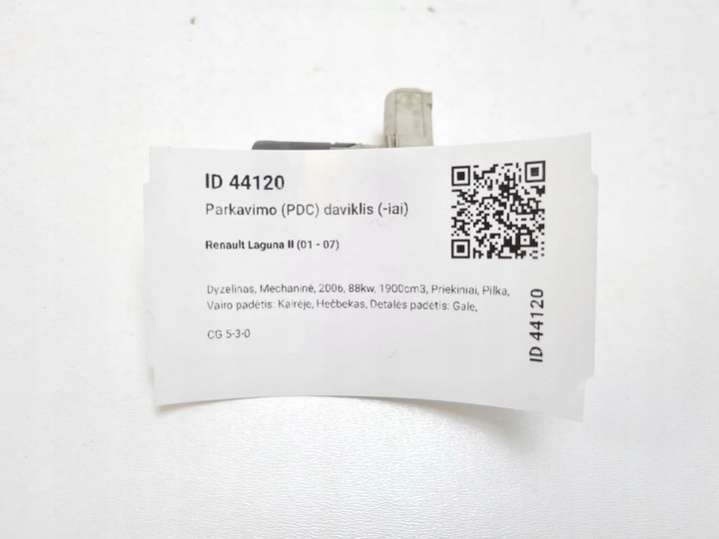 ID 44120
Parkavimo (PDC) daviklis (-iai)
Renault Laguna II (01 - 07)
Dyzelinas, Mechaninė, 2006, 88kw, 1900cm3, Priekiniai, Pilka,
Vairo padėtis: Kairėje, Hečbekas, Detalės padėtis: Gale,
CG 5-3-0
ID 44120